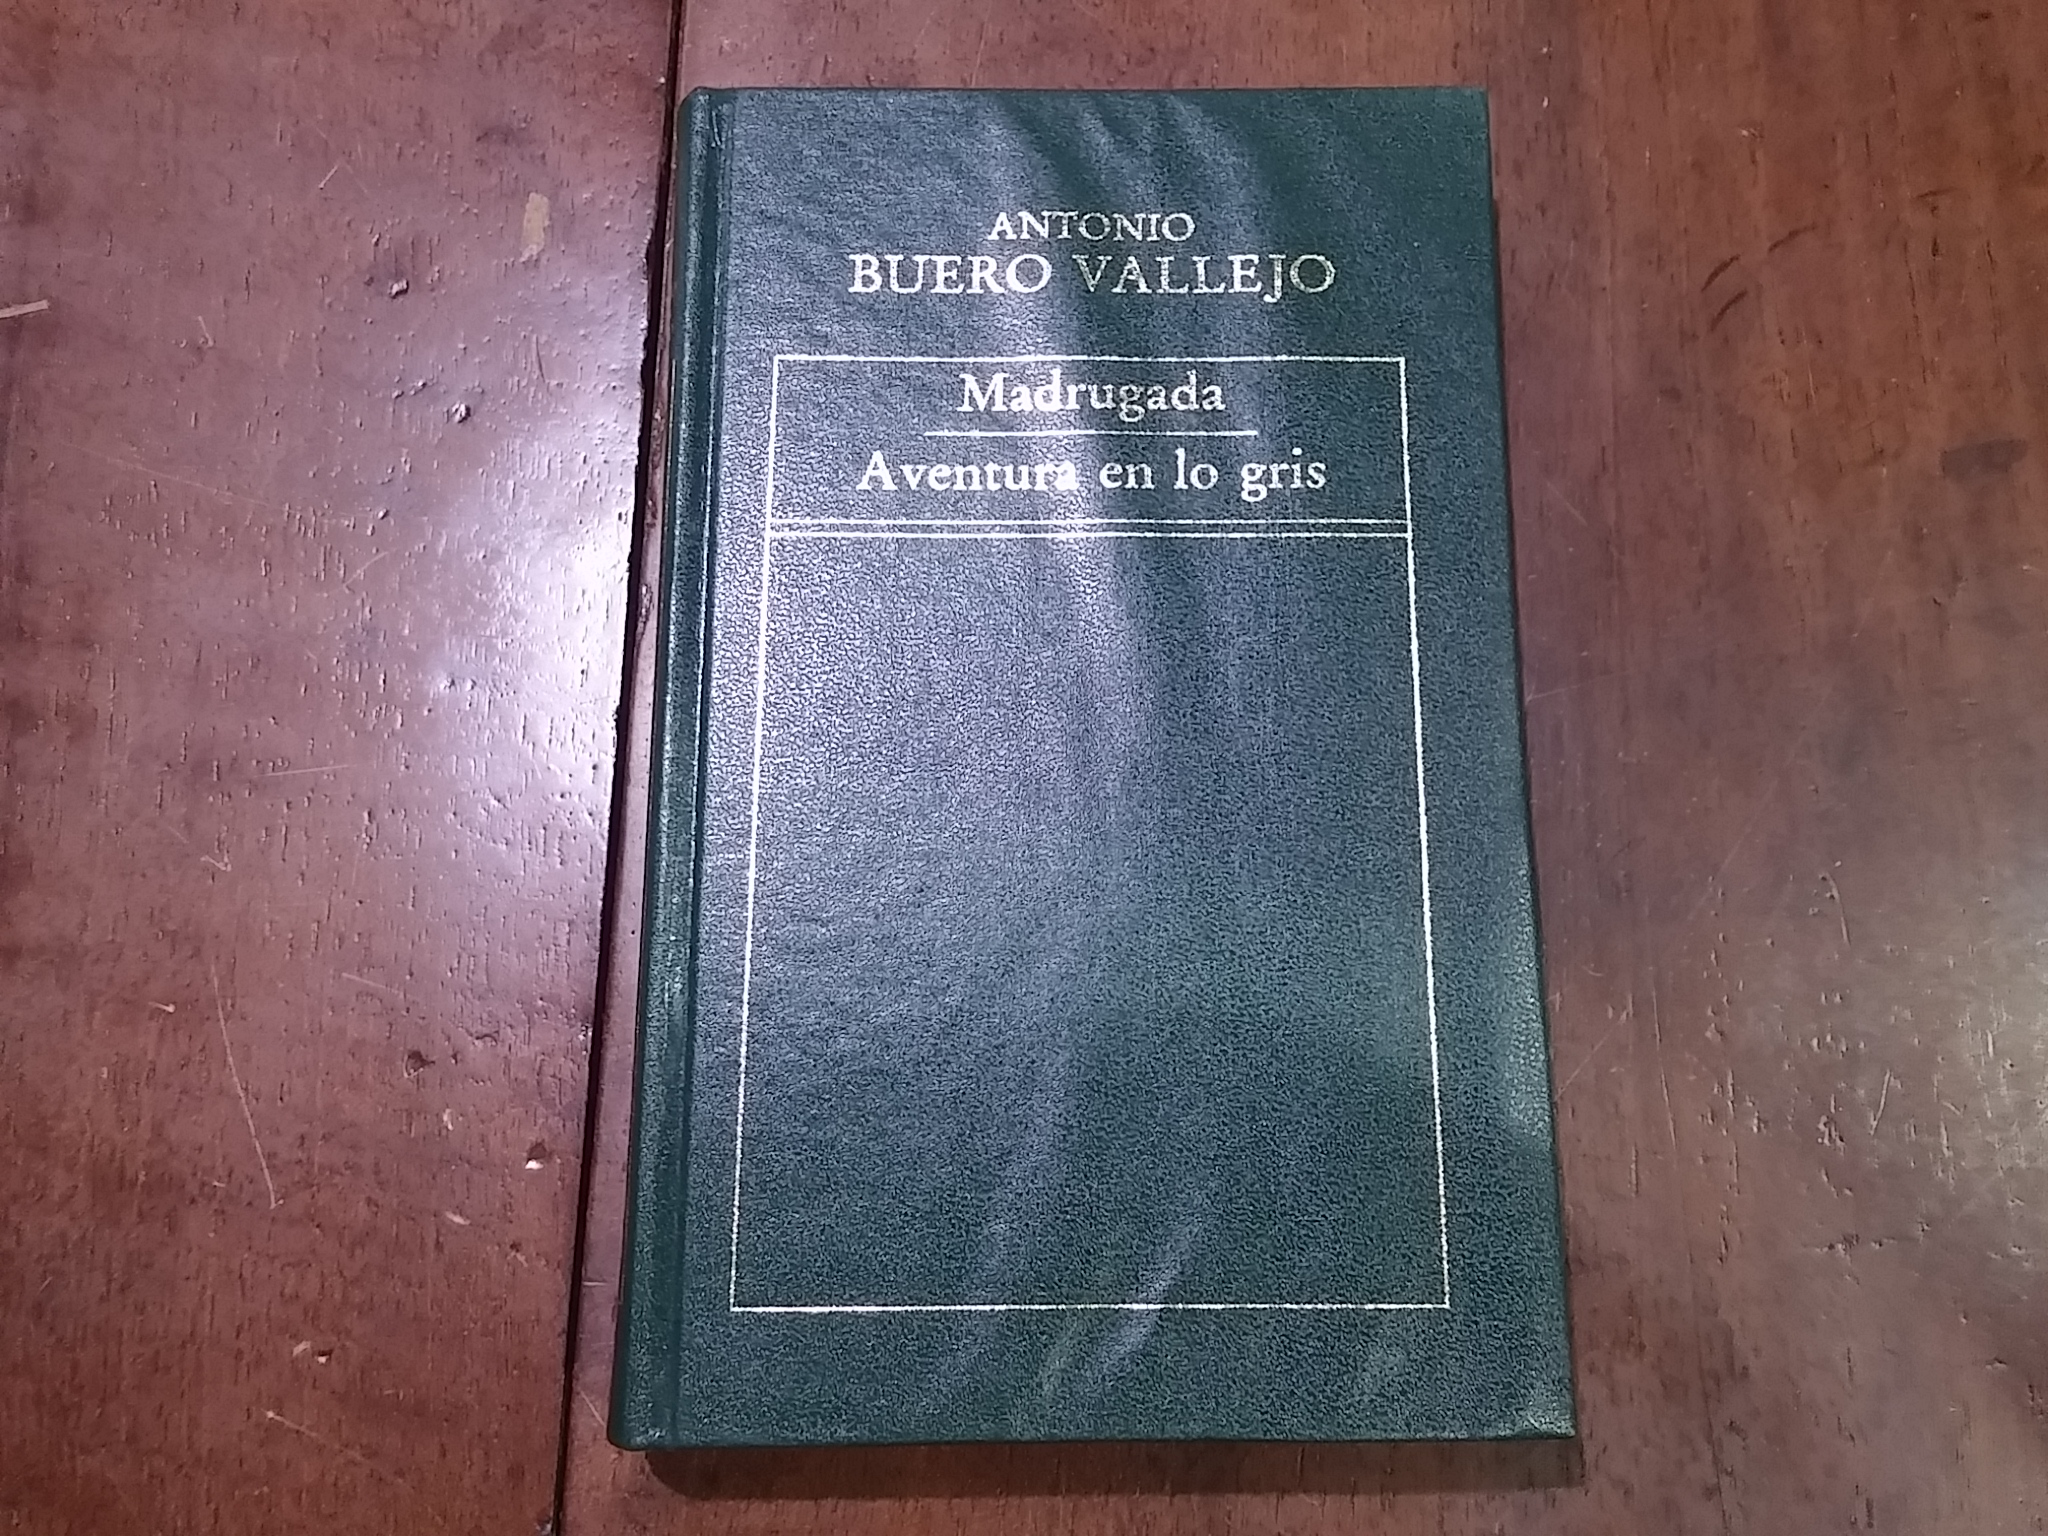 ANTONIO
BUERO VALLEJO
Madrugada
Aventura en lo gris